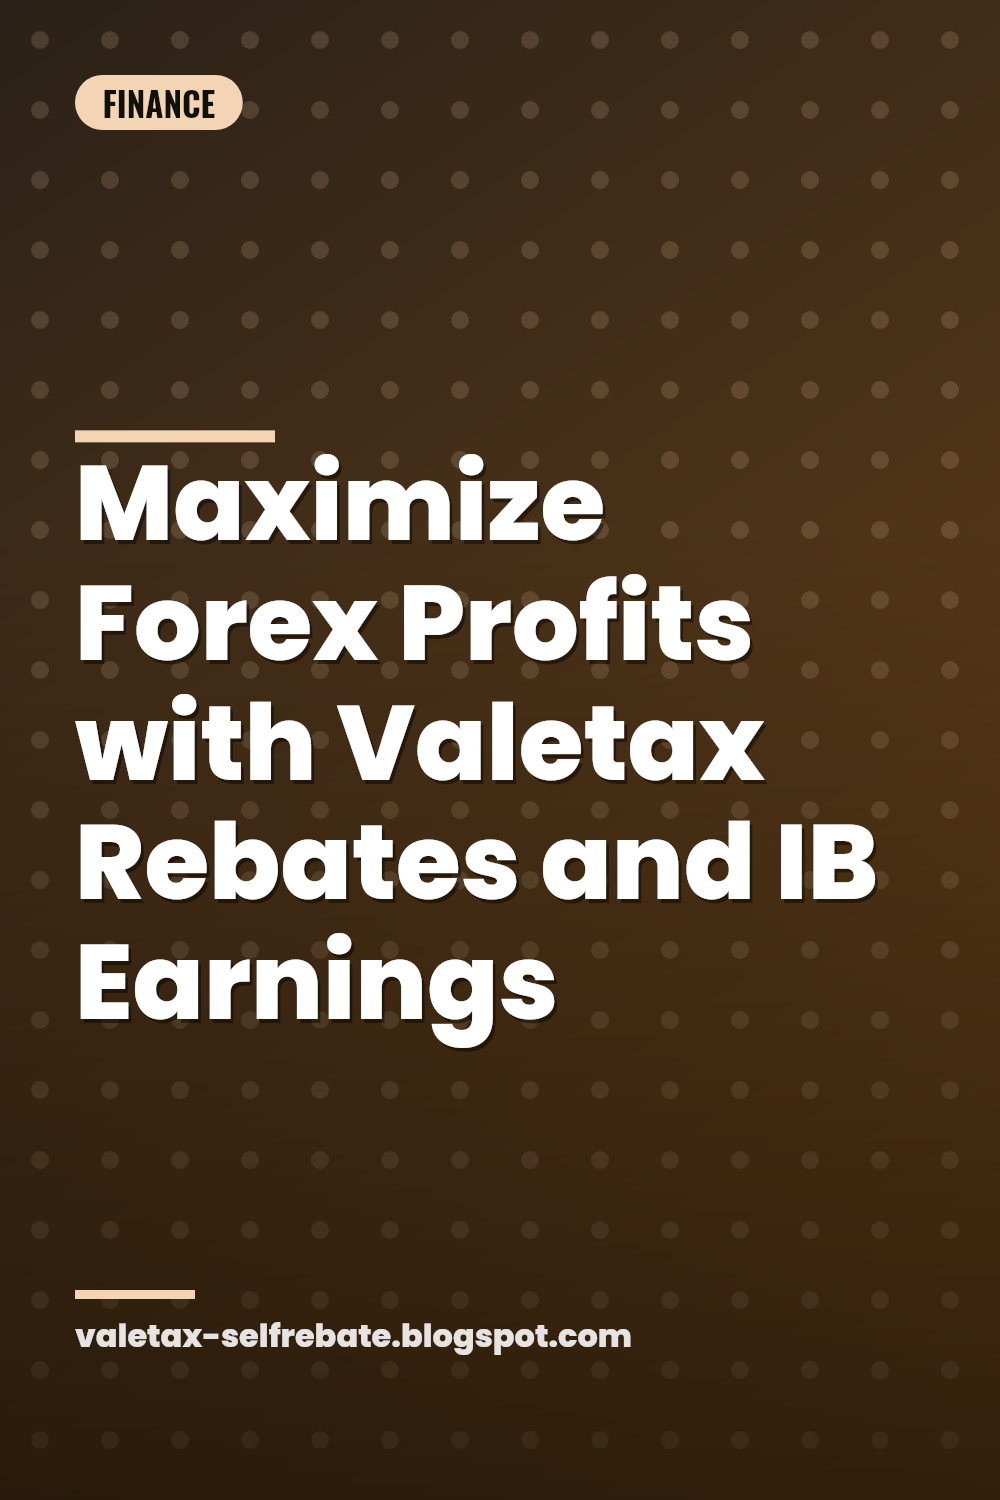 FINANCE
Maximize
Forex Profits
with Valetax
Rebates and IB
Earnings
valetax-selfrebate.blogspot.com